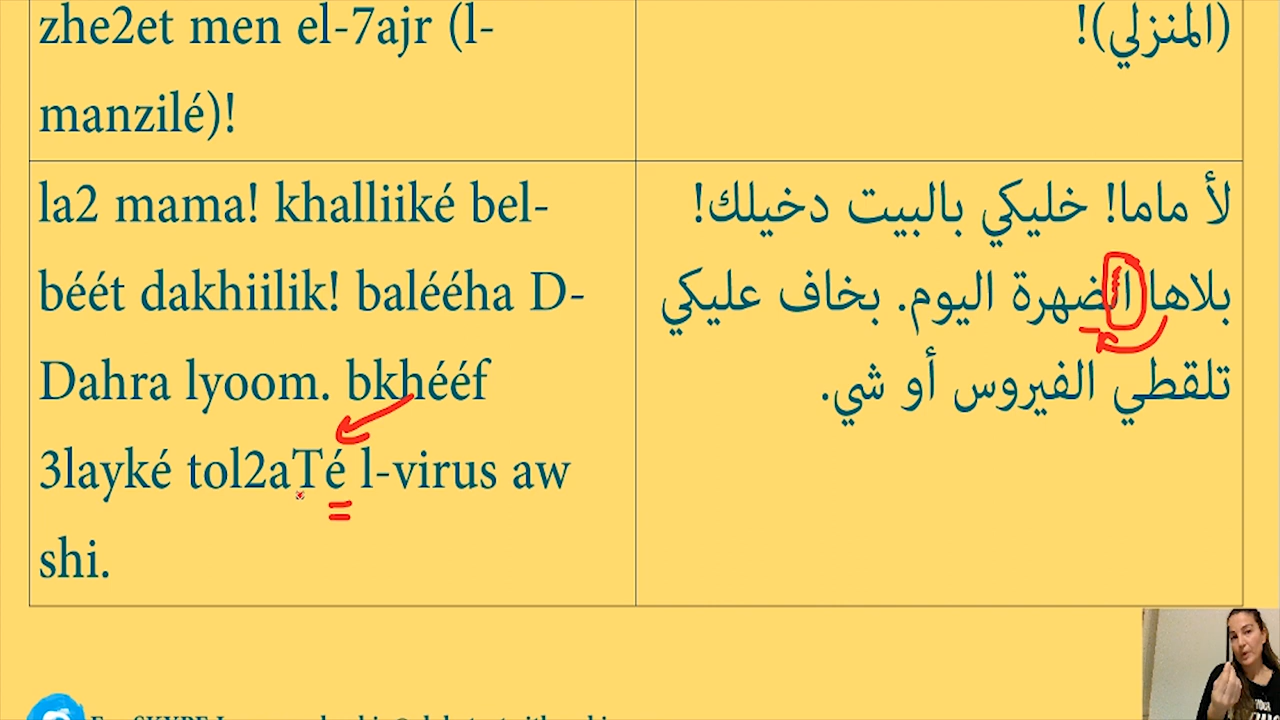 zhe2et men el-7ajr (l-
manzilé)!
(المنزلي)!
la2 mama! khalliiké bel-
béét dakhiilik! balééha D-
Dahra lyoom. bkhééf
3layké tol2aTé l-virus aw
shi.
لأ ماما! خليكي بالبيت دخيلك!
بلاها الضهرة اليوم. بخاف عليكي
تلقطي الفيروس أو شي.